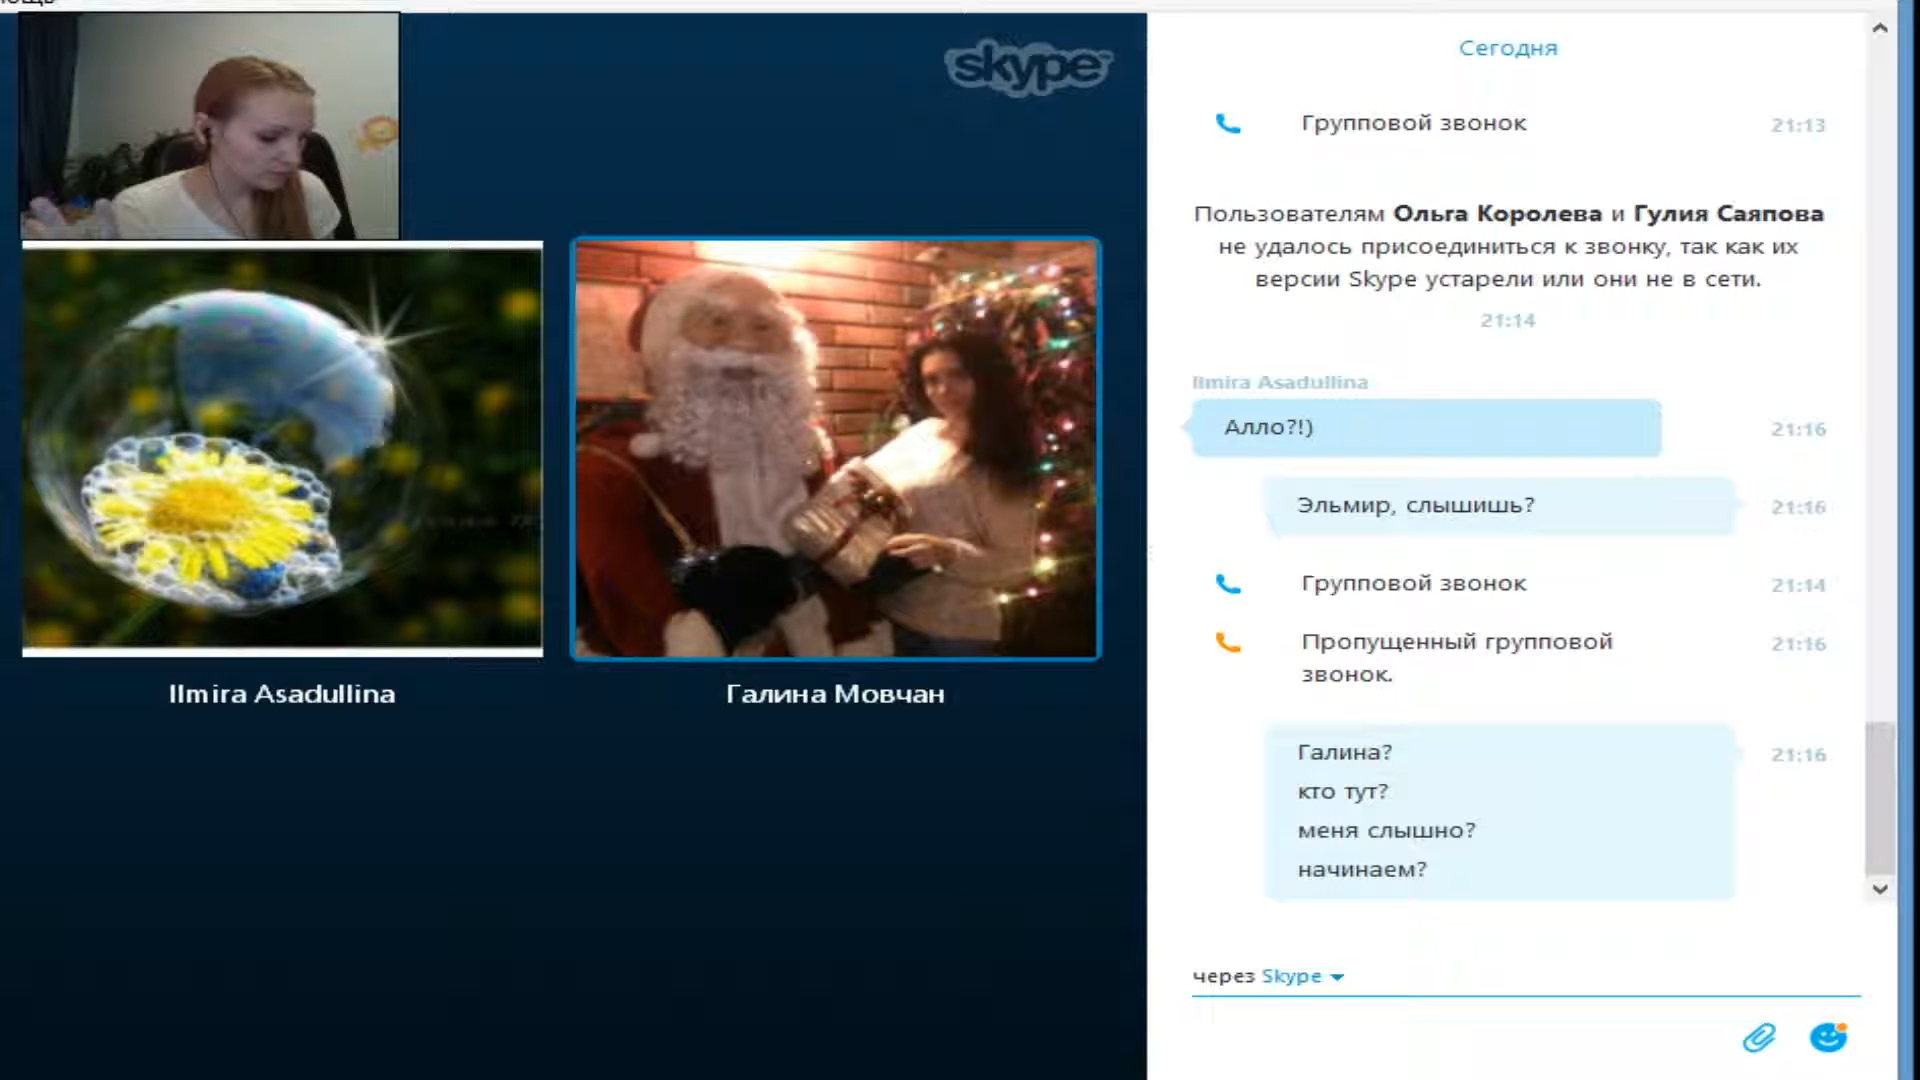 skype
Ilmira Asadullina
Галина Мовчан
Сегодня
Групповой звонок 21:13
Пользователям Ольга Королева и Гулия Саяпова
не удалось присоединиться к звонку, так как их
версии Skype устарели или они не в сети.
21:14
Ilmira Asadullina
Алло?!) 21:16
Эльмир, слышишь? 21:16
Групповой звонок 21:14
Пропущенный групповой 21:16
звонок.
Галина? 21:16
кто тут?
меня слышно?
начинаем?
через Skype